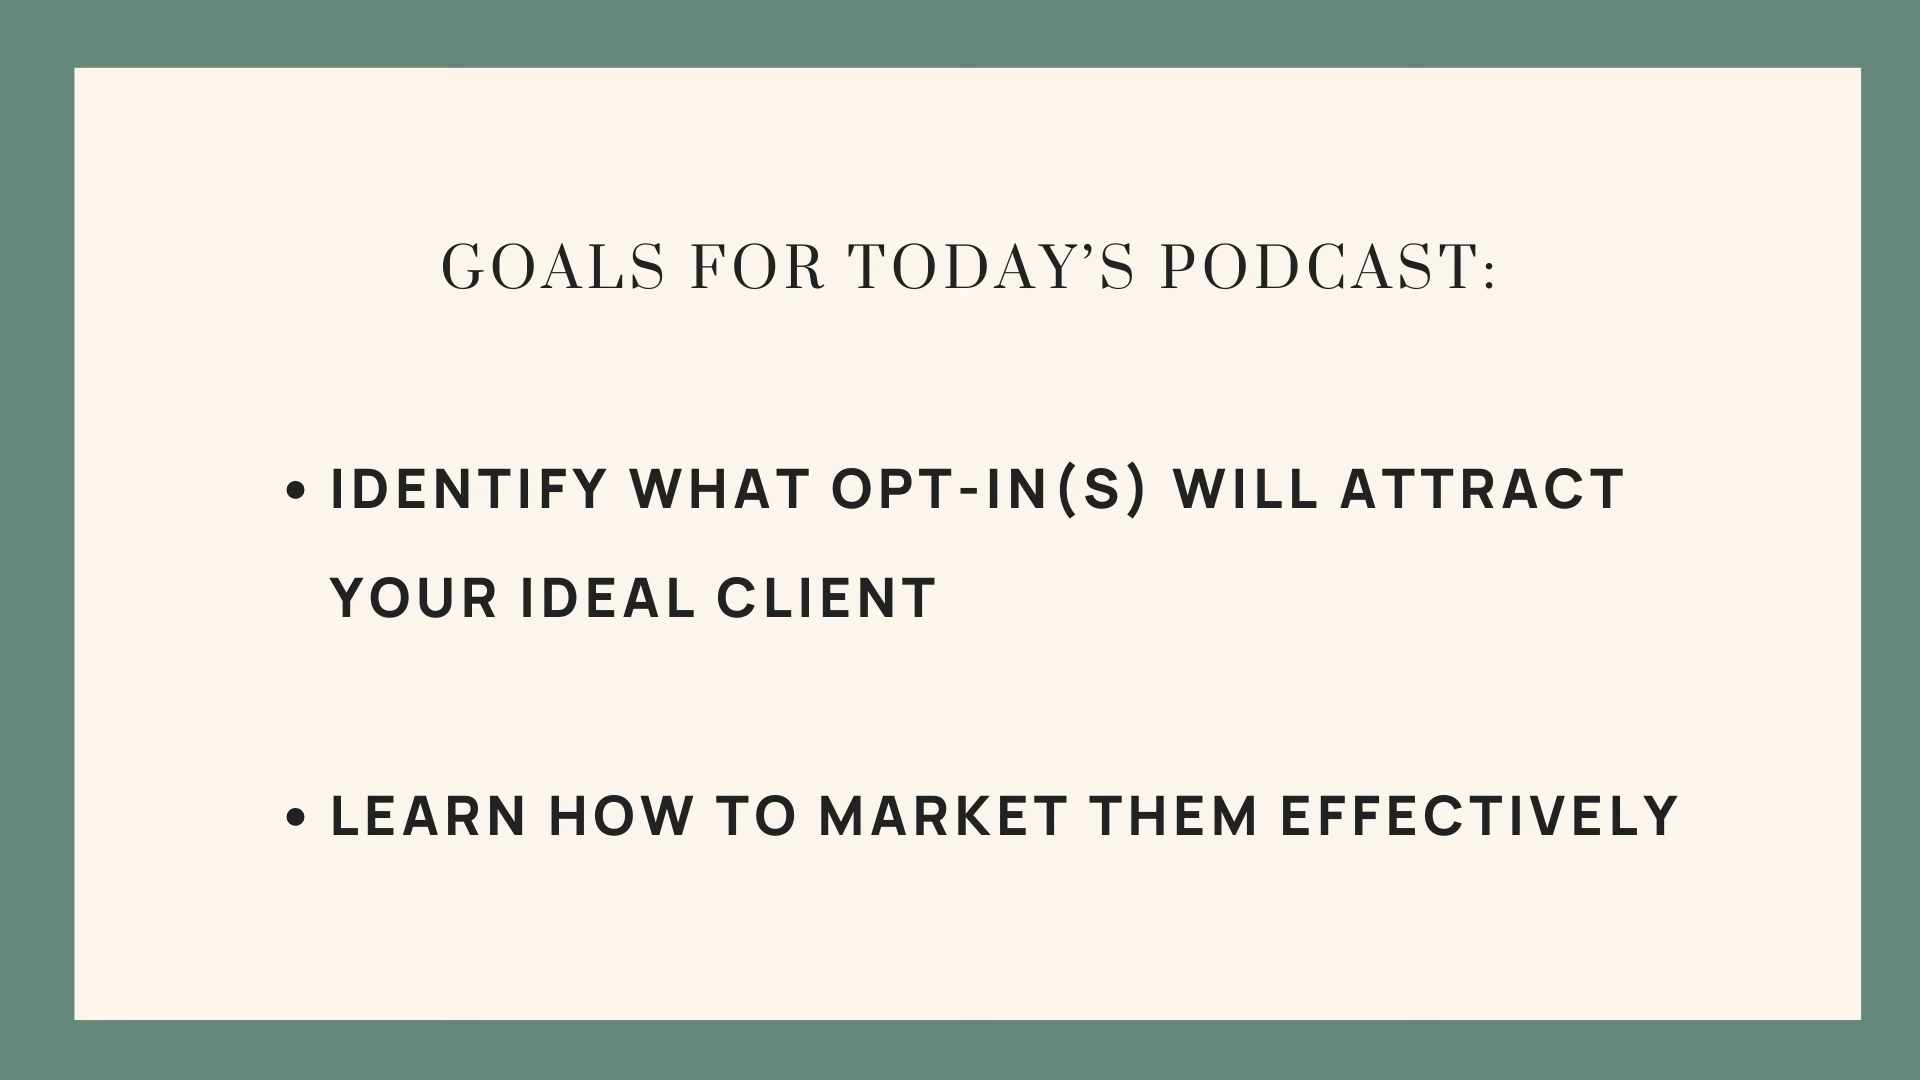 GOALS FOR TODAY’S PODCAST:
• IDENTIFY WHAT OPT-IN(S) WILL ATTRACT
YOUR IDEAL CLIENT
• LEARN HOW TO MARKET THEM EFFECTIVELY